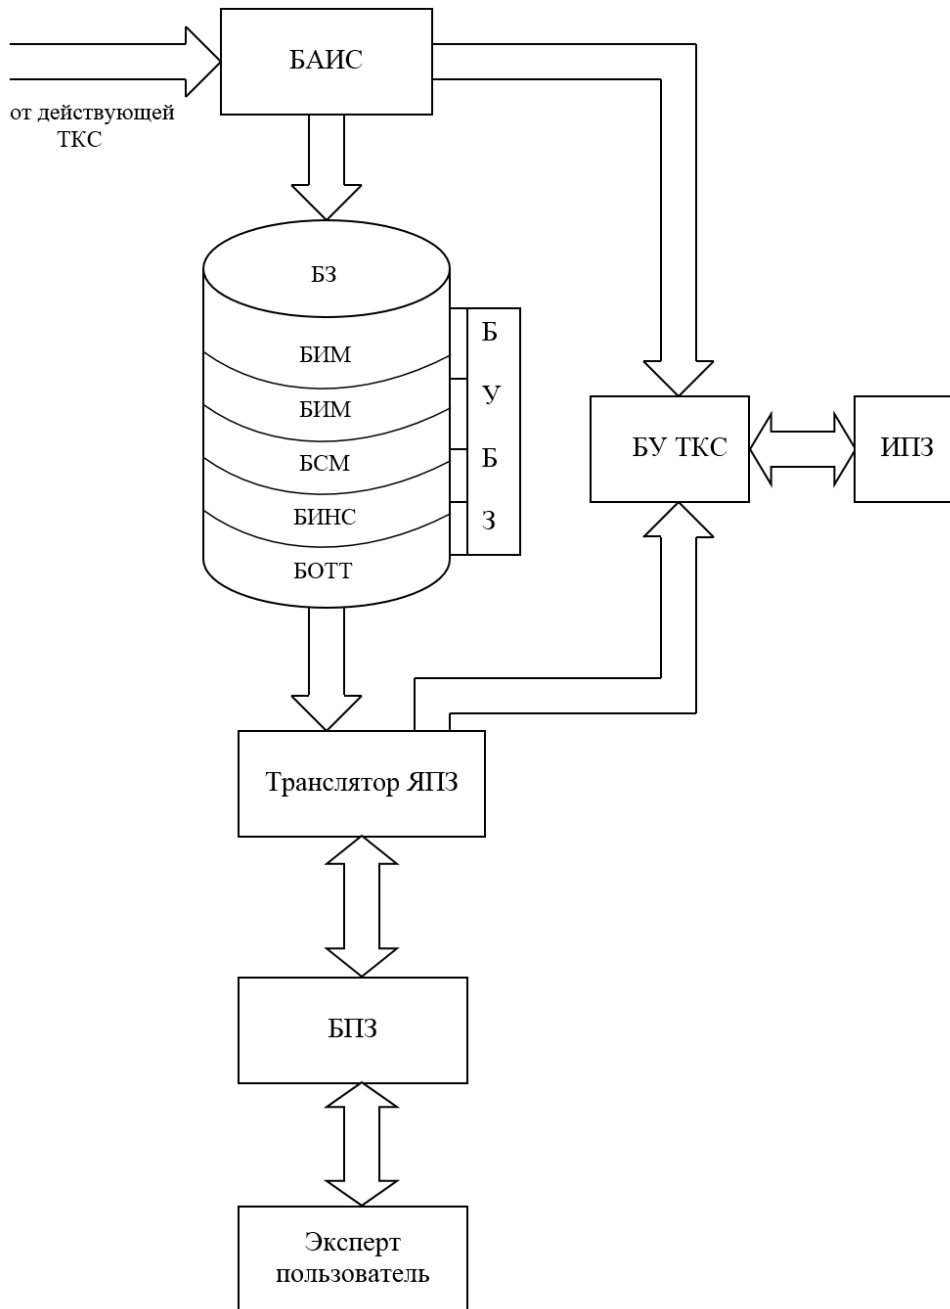 БАИС
от действующей
ТКС
БЗ
БИМ
БИМ
БСМ
БИНС
БОТТ
Б
У
Б
З
БУ ТКС
ИПЗ
Транслятор ЯПЗ
БПЗ
Эксперт
пользователь